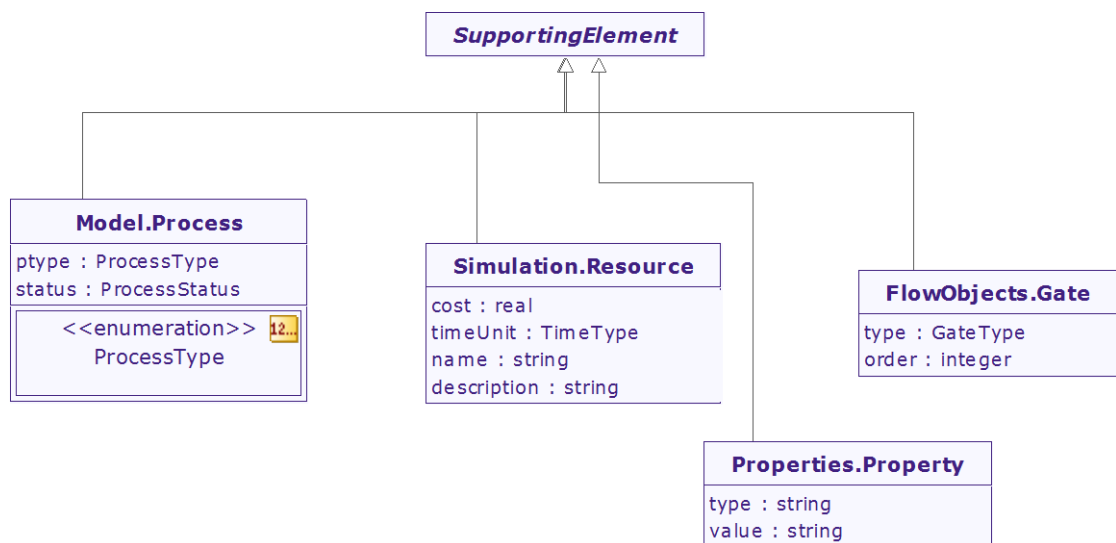 SupportingElement
Model.Process
ptype : ProcessType
status : ProcessStatus
<<enumeration>>
12...
ProcessType
Simulation.Resource
cost : real
timeUnit : TimeType
name : string
description : string
FlowObjects.Gate
type : GateType
order : integer
Properties.Property
type : string
value : string